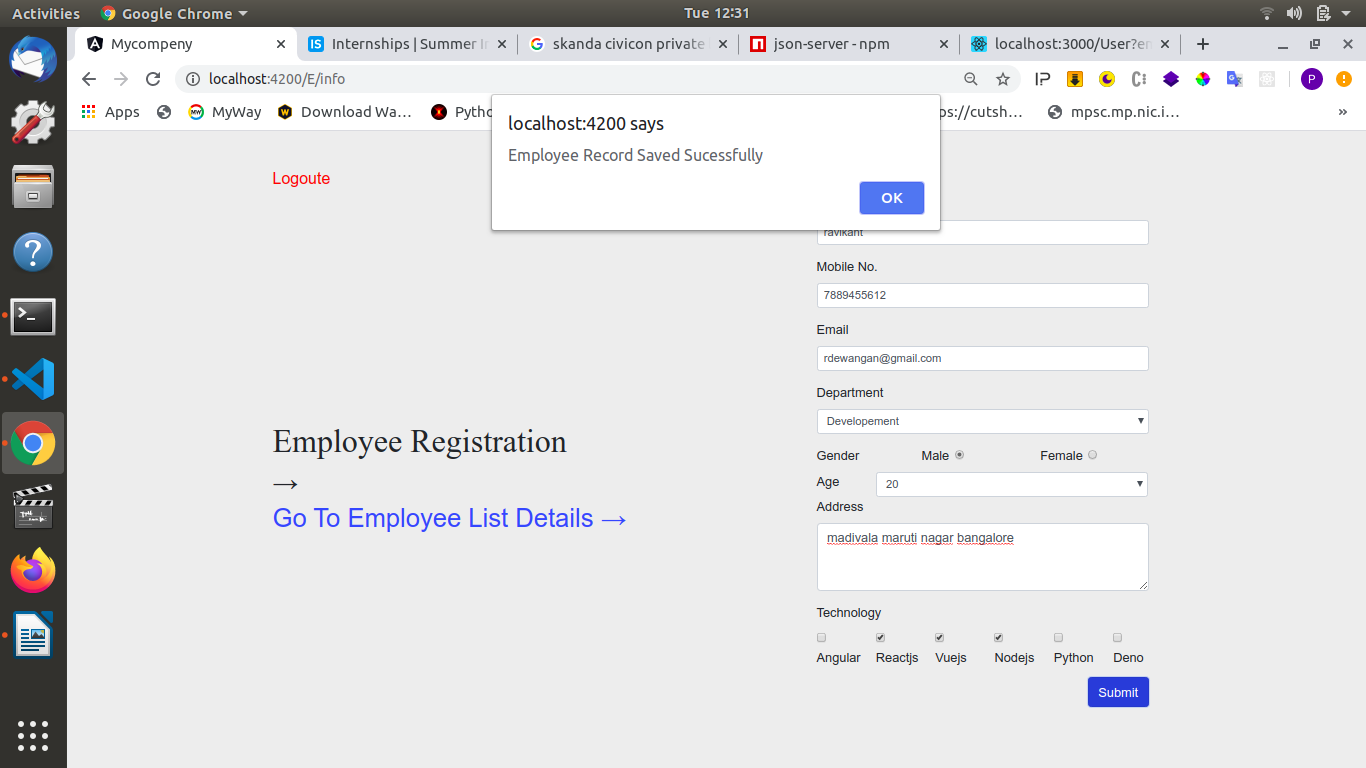 Activities Google Chrome Tue 12:31
Mycompeny Internships | Summer In skanda civicon private json-server - npm localhost:3000/User?en
localhost:4200/E/info
Apps MyWay Download Wa… Pytho ps://cutsh… mpsc.mp.nic.i… »
localhost:4200 says
Employee Record Saved Sucessfully
OK
Logoute
ravikant
Mobile No.
7889455612
Email
rdewangan@gmail.com
Department
Developement
Employee Registration
→
Go To Employee List Details →
Gender Male Female
Age 20
Address
madivala maruti nagar bangalore
Technology
Angular Reactjs Vuejs Nodejs Python Deno
Submit